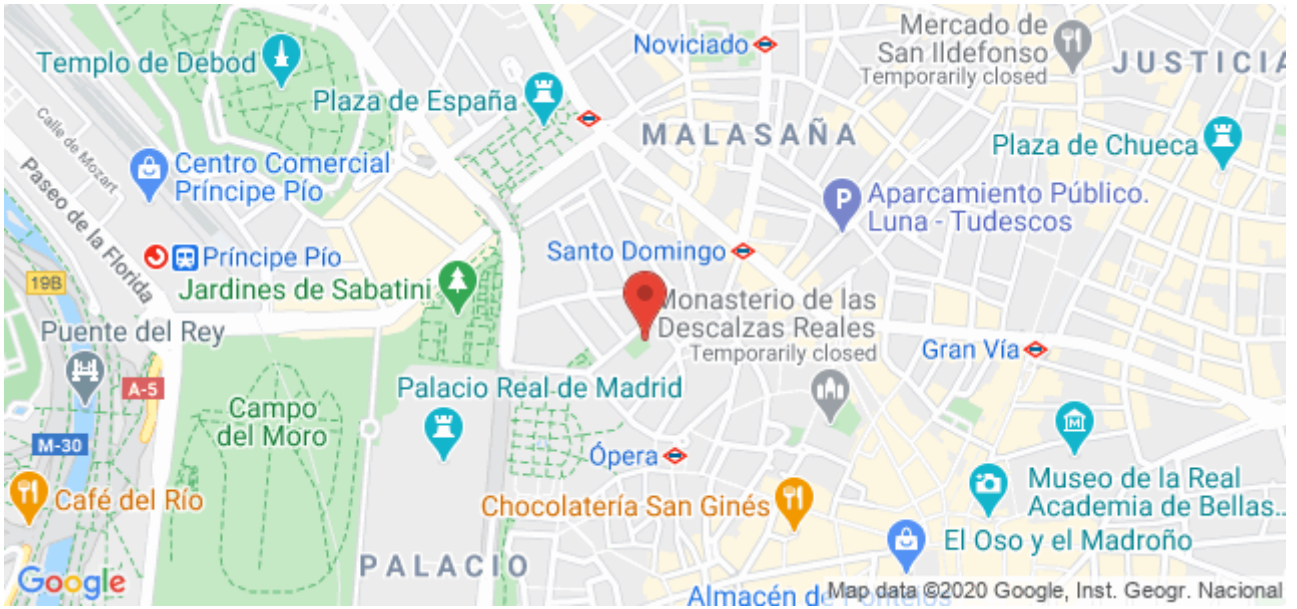 Templo de Debod
Noviciado
Mercado de
San Ildefonso
Temporarily closed
JUSTICIA
Plaza de España
MALASAÑA
Plaza de Chueca
Calle de Mozart
Centro Comercial
Príncipe Pío
Aparcamiento Público.
Luna - Tudescos
Paseo de la Florida
Príncipe Pío
Santo Domingo
19B
Jardines de Sabatini
Monasterio de las
Descalzas Reales
Temporarily closed
Puente del Rey
Gran Vía
A-5
Palacio Real de Madrid
Campo
del Moro
M-30
Ópera
Café del Río
Chocolatería San Ginés
Museo de la Real
Academia de Bellas...
El Oso y el Madroño
PALACIO
Google
Almacén de Pontejos
Map data ©2020 Google, Inst. Geogr. Nacional
P
M